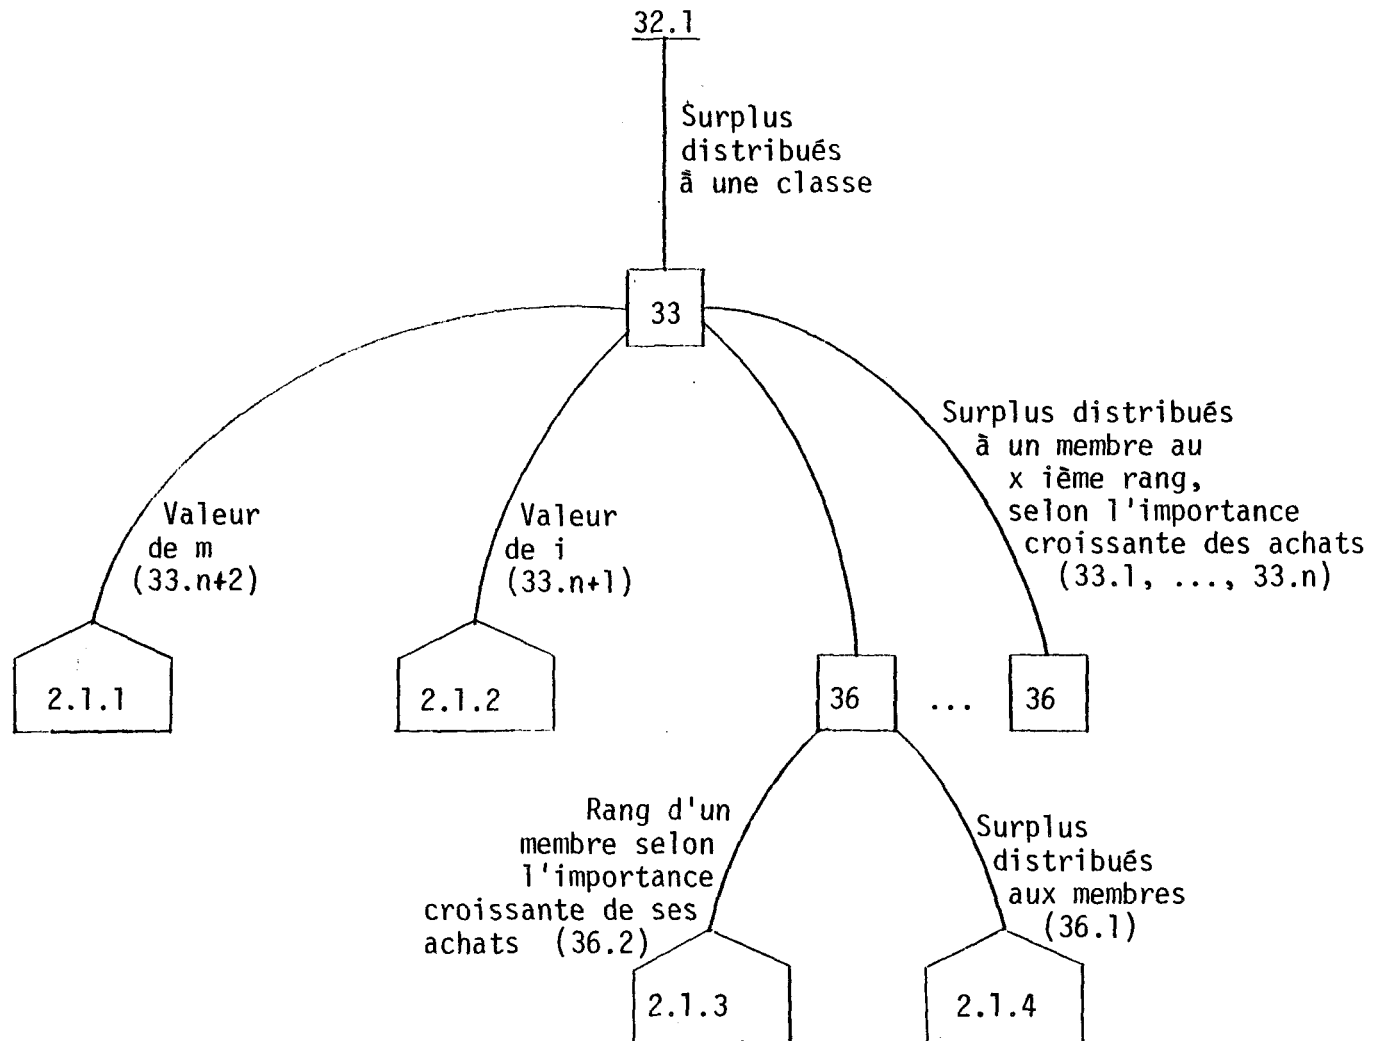 32.1
Surplus
distribués
à une classe
33
Surplus distribués
à un membre au
x ième rang,
selon l'importance
croissante des achats
(33.1, ..., 33.n)
Valeur
de m
(33.n+2)
Valeur
de i
(33.n+1)
2.1.1
2.1.2
36
...
36
Rang d'un
membre selon
l'importance
croissante de ses
achats (36.2)
Surplus
distribués
aux membres
(36.1)
2.1.3
2.1.4